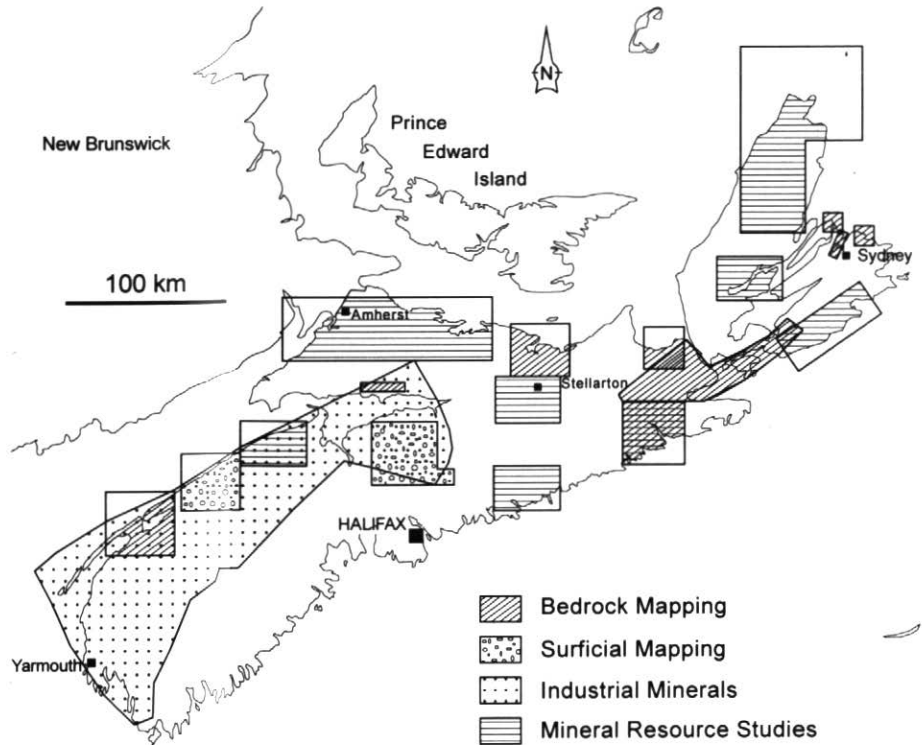 N
Prince
Edward
Island
New Brunswick
Sydney
100 km
Amherst
Stellarton
HALIFAX
Yarmouth
Bedrock Mapping
Surficial Mapping
Industrial Minerals
Mineral Resource Studies